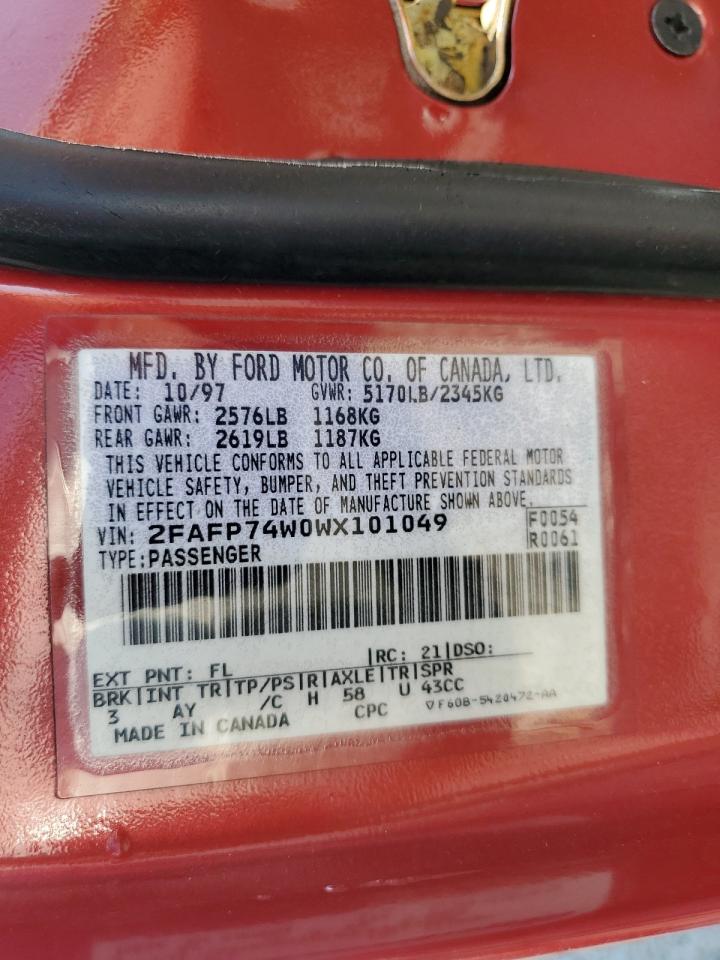 MFD. BY FORD MOTOR CO. OF CANADA, LTD.
DATE: 10/97 GVWR: 5170LB/2345KG
FRONT GAWR: 2576LB 1168KG
REAR GAWR: 2619LB 1187KG
THIS VEHICLE CONFORMS TO ALL APPLICABLE FEDERAL MOTOR
VEHICLE SAFETY, BUMPER, AND THEFT PREVENTION STANDARDS
IN EFFECT ON THE DATE OF MANUFACTURE SHOWN ABOVE.
VIN: 2FAFP74W0WX101049 F0054
TYPE: PASSENGER R0061
EXT PNT: FL RC: 21 DSO:
BRK INT TR TP/PS R AXLE TR SPR
3 AY /C H 58 U 43CC
MADE IN CANADA CPC ▽F60B-5420472-AA